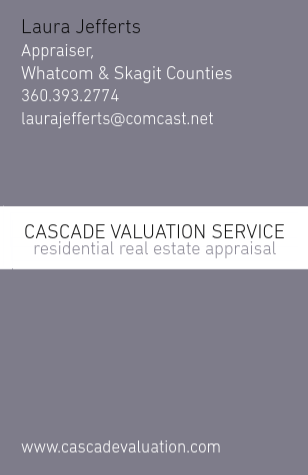 Laura Jefferts
Appraiser,
Whatcom & Skagit Counties
360.393.2774
laurajefferts@comcast.net
CASCADE VALUATION SERVICE
residential real estate appraisal
www.cascadevaluation.com